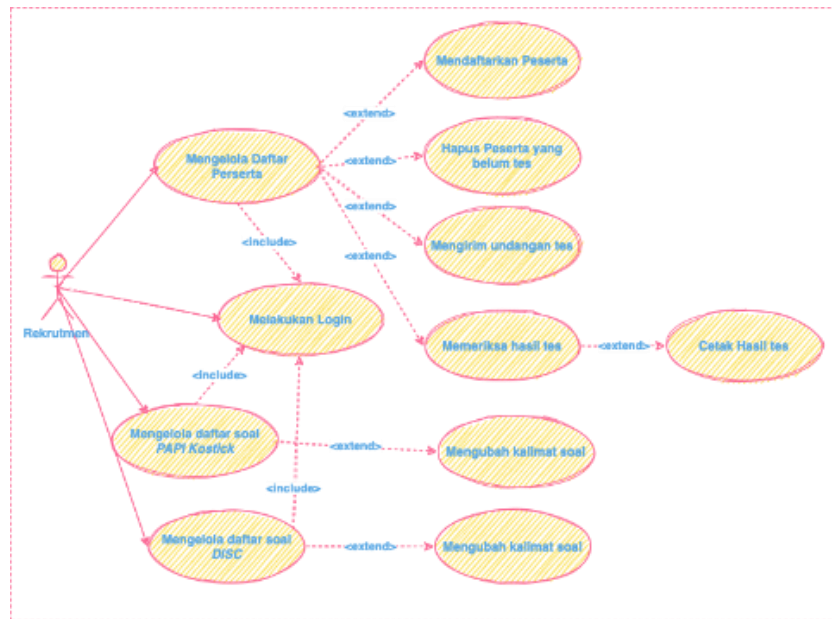 Mendaftarkan Peserta
<extend>
Hapus Peserta yang
belum tes
<extend>
Mengelola Daftar
Perserta
<extend>
Mengirim undangan tes
<include>
<extend>
Rekrutmen
Melakukan Login
Memeriksa hasil tes
<extend>
Cetak Hasil tes
<include>
Mengelola daftar soal
PAPI Kostick
<extend>
Mengubah kalimat soal
<include>
Mengelola daftar soal
DISC
<extend>
Mengubah kalimat soal